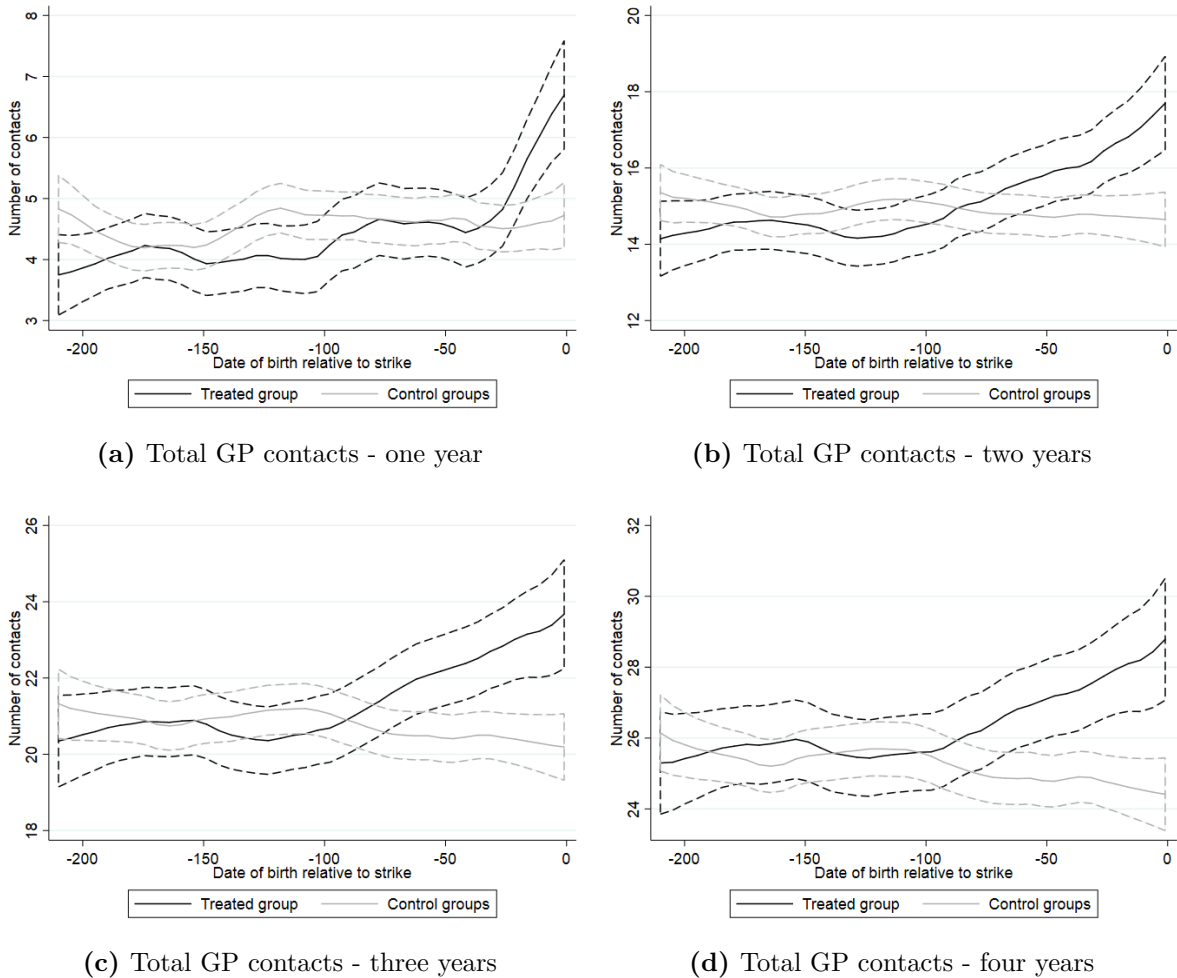 8
7
6
5
4
3
Number of contacts
-200 -150 -100 -50 0
Date of birth relative to strike
Treated group Control groups
(a) Total GP contacts - one year
20
18
16
14
12
Number of contacts
-200 -150 -100 -50 0
Date of birth relative to strike
Treated group Control groups
(b) Total GP contacts - two years
26
24
22
20
18
Number of contacts
-200 -150 -100 -50 0
Date of birth relative to strike
Treated group Control groups
(c) Total GP contacts - three years
32
30
28
26
24
Number of contacts
-200 -150 -100 -50 0
Date of birth relative to strike
Treated group Control groups
(d) Total GP contacts - four years